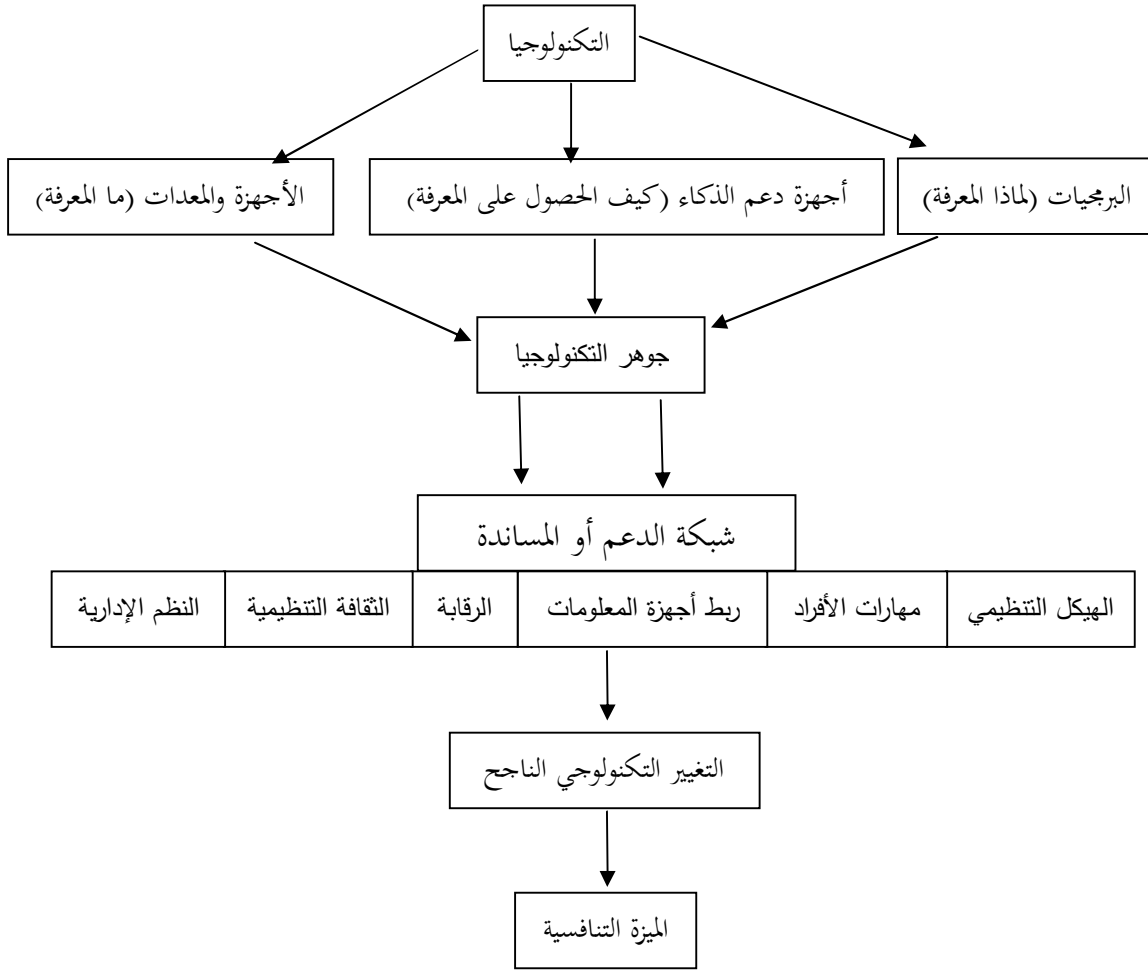 التكنولوجيا
البرمجيات (لماذا المعرفة)
أجهزة دعم الذكاء (كيف الحصول على المعرفة)
الأجهزة والمعدات (ما المعرفة)
جوهر التكنولوجيا
شبكة الدعم أو المساندة
الهيكل التنظيمي
مهارات الأفراد
ربط أجهزة المعلومات
الرقابة
الثقافة التنظيمية
النظم الإدارية
التغيير التكنولوجي الناجح
الميزة التنافسية